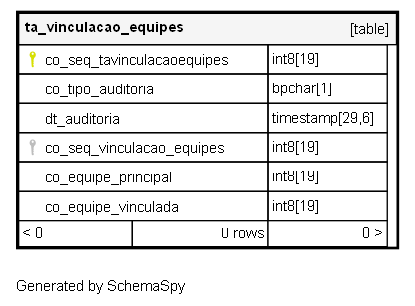 ta_vinculacao_equipes [table]
co_seq_tavinculacaoequipes int8[19]
co_tipo_auditoria bpchar[1]
dt_auditoria timestamp[29,6]
co_seq_vinculacao_equipes int8[19]
co_equipe_principal int8[19]
co_equipe_vinculada int8[19]
< 0 0 rows 0 >
Generated by SchemaSpy